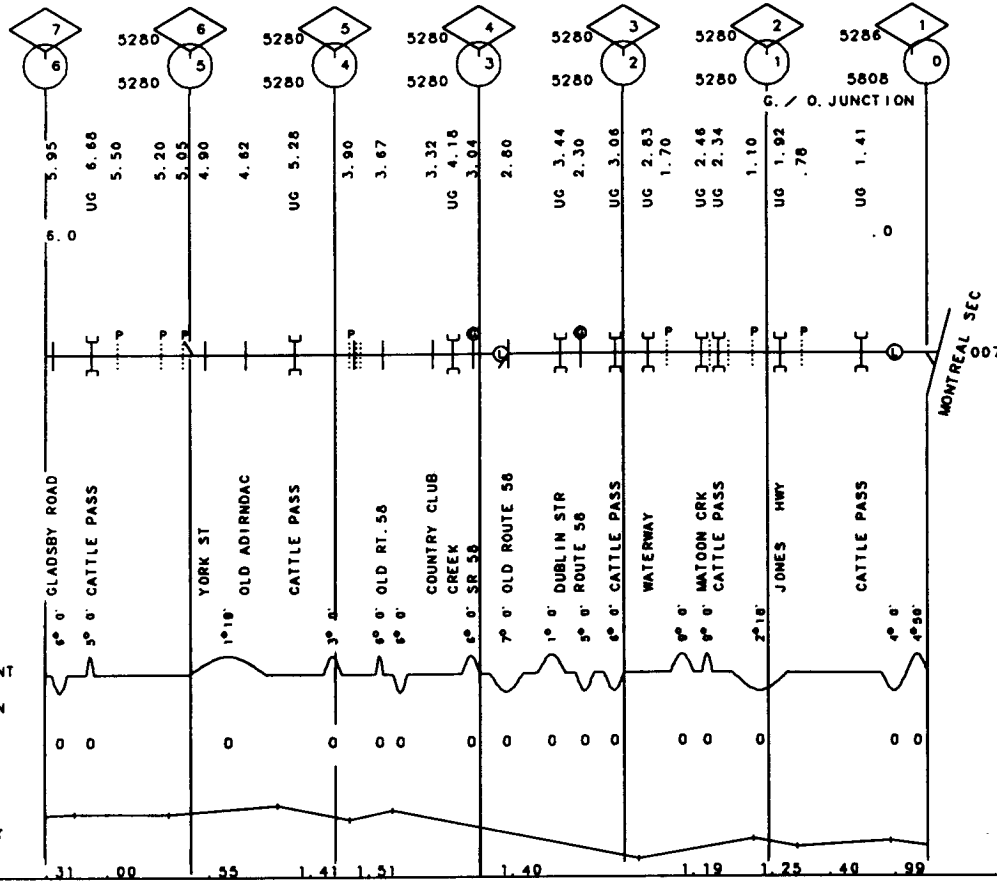 7 5280 6 5280 5 5280 4 5280 3 5280 2 5286 1
6 5280 5 5280 4 5280 3 5280 2 5280 1 5808 0
G. / O. JUNCTION
5.95
UG 6.68
5.50
5.20
5.05
4.90
4.62
UG 5.28
3.90
3.67
3.32
UG 4.18
3.04
2.80
UG 3.44
2.30
UG 3.06
UG 2.83
1.70
UG 2.46
UG 2.34
1.10
UG 1.92
.78
UG 1.41
6.0 .0
P P P P P P P
L L
MONTREAL SEC
007
GLADSBY ROAD
CATTLE PASS
YORK ST
OLD ADIRNDAC
CATTLE PASS
OLD RT. 58
COUNTRY CLUB
CREEK
SR 58
OLD ROUTE 58
DUBLIN STR
ROUTE 58
CATTLE PASS
WATERWAY
MATOON CRK
CATTLE PASS
JONES HWY
CATTLE PASS
6° 0'
5° 0'
1°19'
3° 0'
6° 0'
6° 0'
6° 0'
7° 0'
1° 0'
5° 0'
6° 0'
9° 0'
9° 0'
2°18'
4° 0'
4°50'
NT
N
0 0 0 0 0 0 0 0 0 0 0 0 0 0 0 0
.31 .00 .55 1.41 1.51 1.40 1.19 1.25 .40 .99